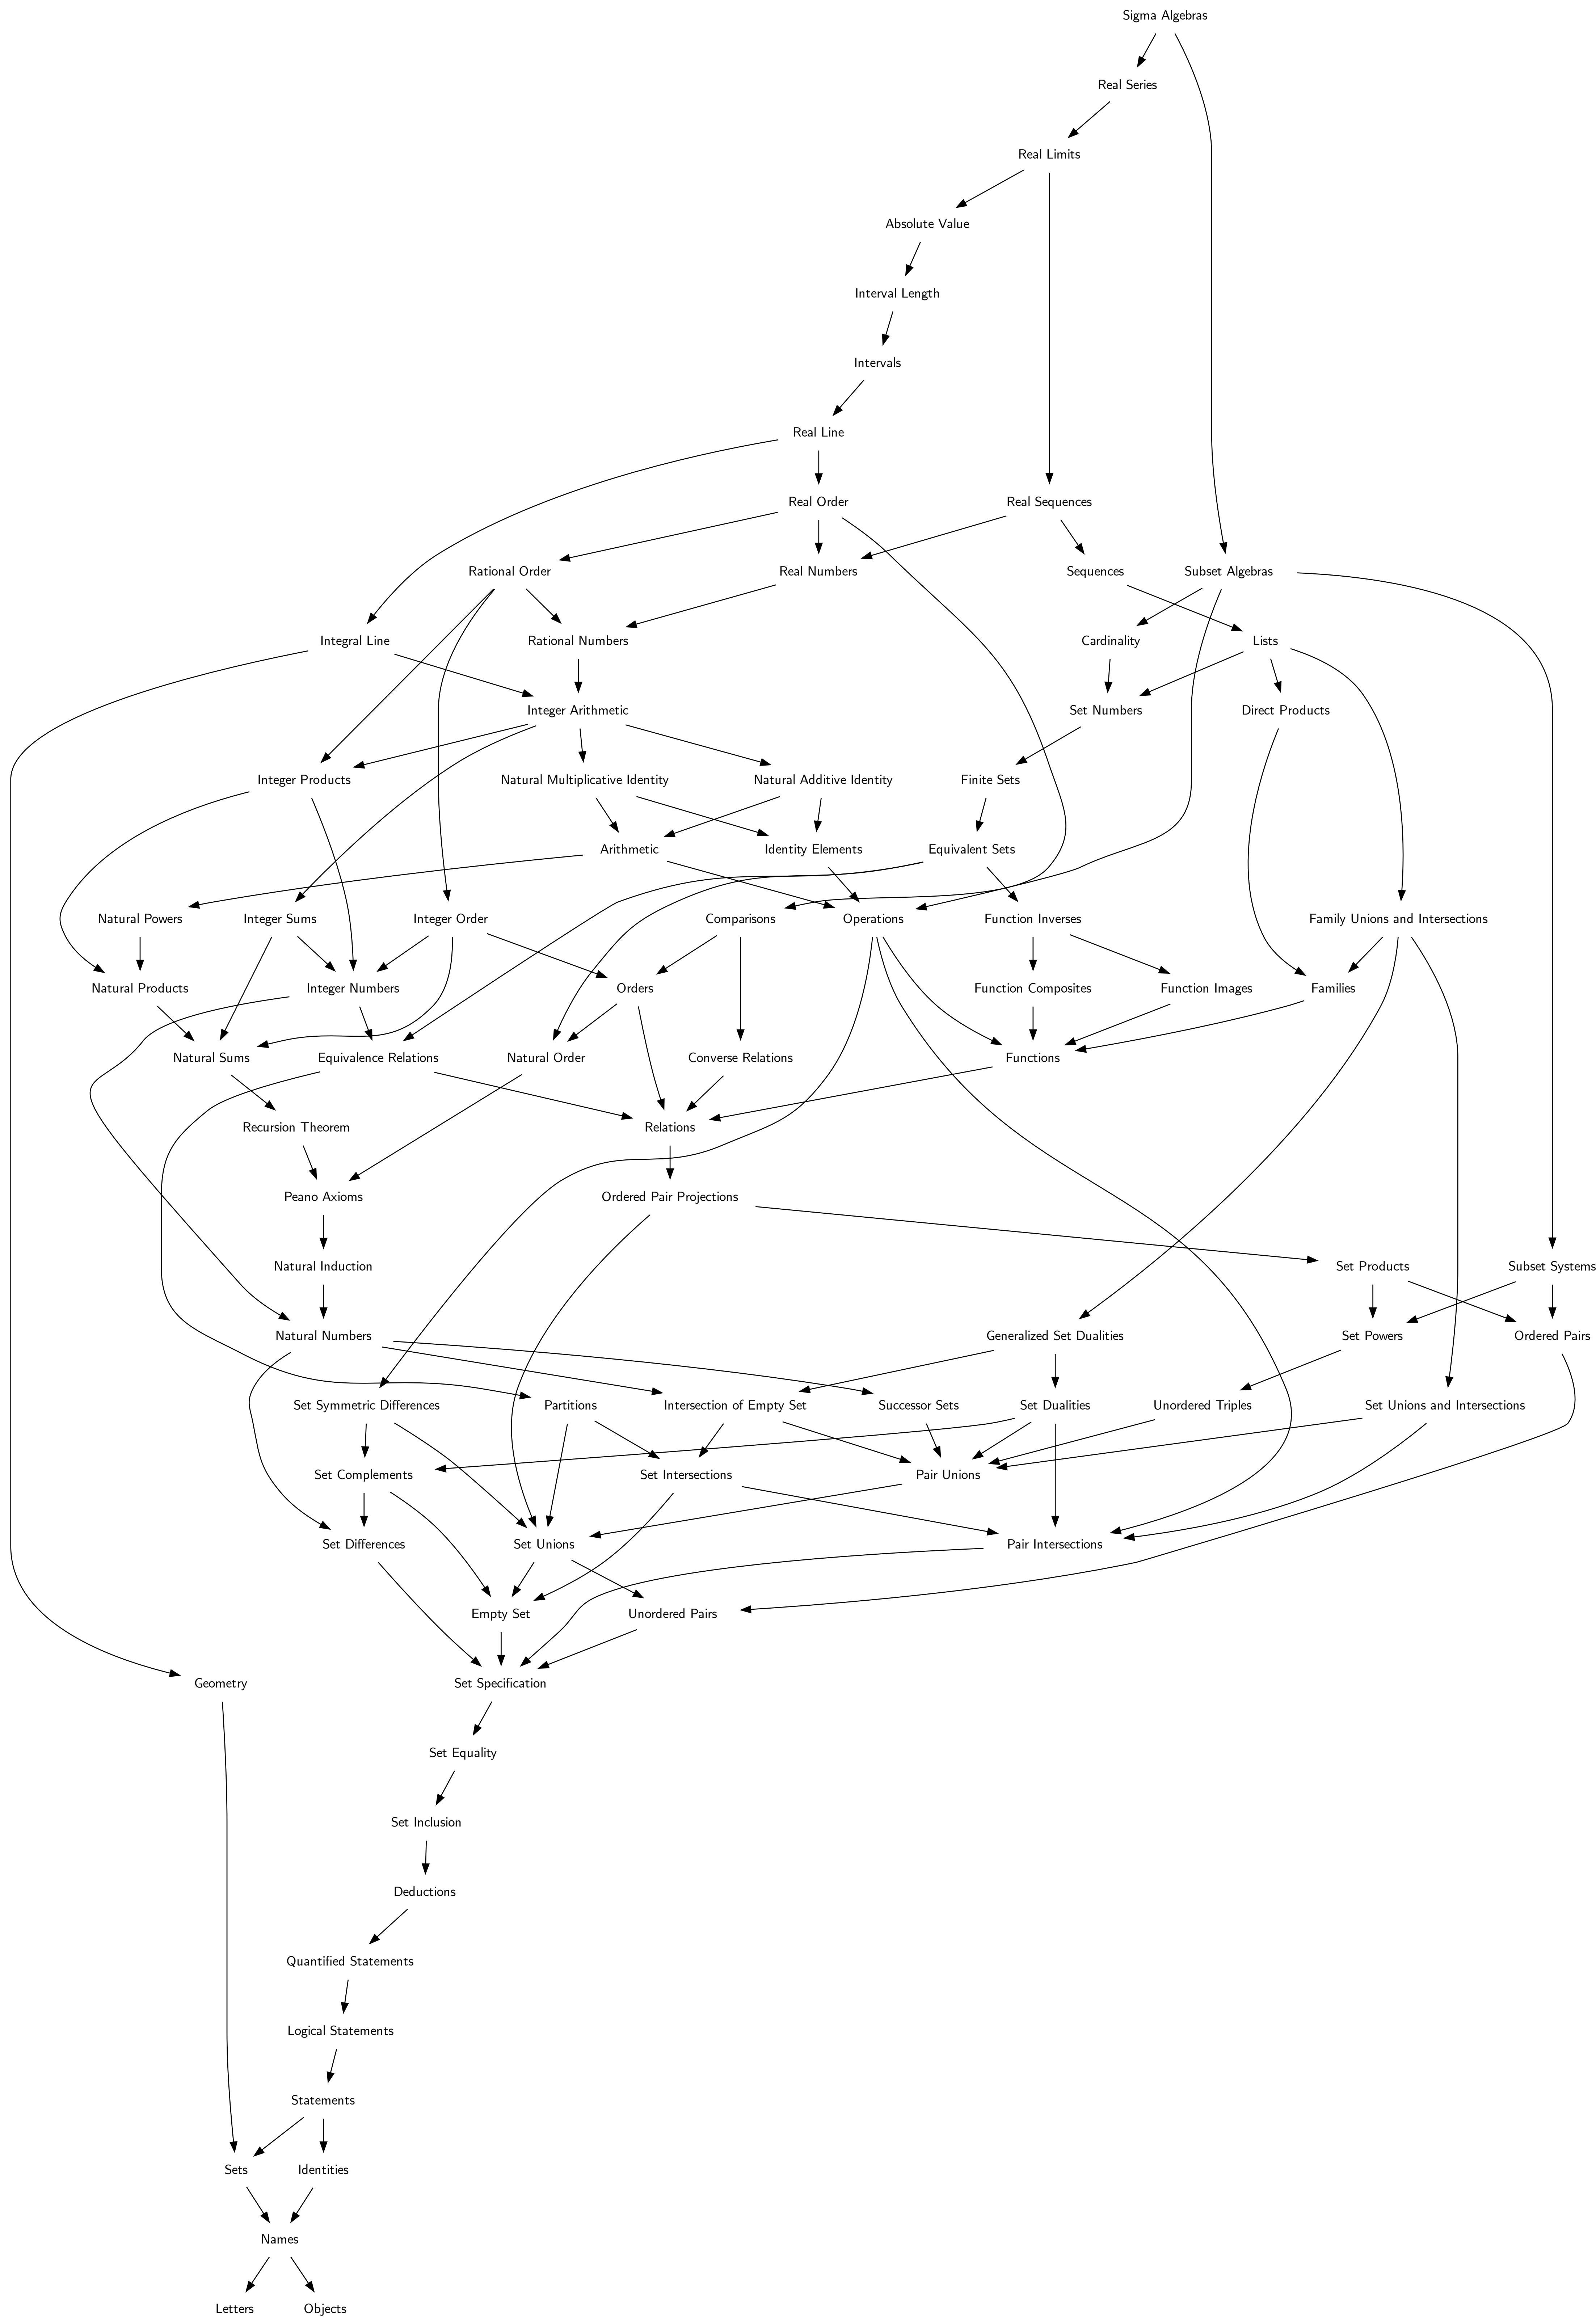 Sigma Algebras
Real Series
Real Limits
Absolute Value
Interval Length
Intervals
Real Line
Real Order
Real Sequences
Rational Order
Real Numbers
Sequences
Subset Algebras
Integral Line
Rational Numbers
Cardinality
Lists
Integer Arithmetic
Set Numbers
Direct Products
Integer Products
Natural Multiplicative Identity
Natural Additive Identity
Finite Sets
Arithmetic
Identity Elements
Equivalent Sets
Natural Powers
Integer Sums
Integer Order
Comparisons
Operations
Function Inverses
Family Unions and Intersections
Natural Products
Integer Numbers
Orders
Function Composites
Function Images
Families
Natural Sums
Equivalence Relations
Natural Order
Converse Relations
Functions
Recursion Theorem
Relations
Peano Axioms
Ordered Pair Projections
Natural Induction
Set Products
Subset Systems
Natural Numbers
Generalized Set Dualities
Set Powers
Ordered Pairs
Set Symmetric Differences
Partitions
Intersection of Empty Set
Successor Sets
Set Dualities
Unordered Triples
Set Unions and Intersections
Set Complements
Set Intersections
Pair Unions
Set Differences
Set Unions
Pair Intersections
Empty Set
Unordered Pairs
Geometry
Set Specification
Set Equality
Set Inclusion
Deductions
Quantified Statements
Logical Statements
Statements
Sets
Identities
Names
Letters
Objects